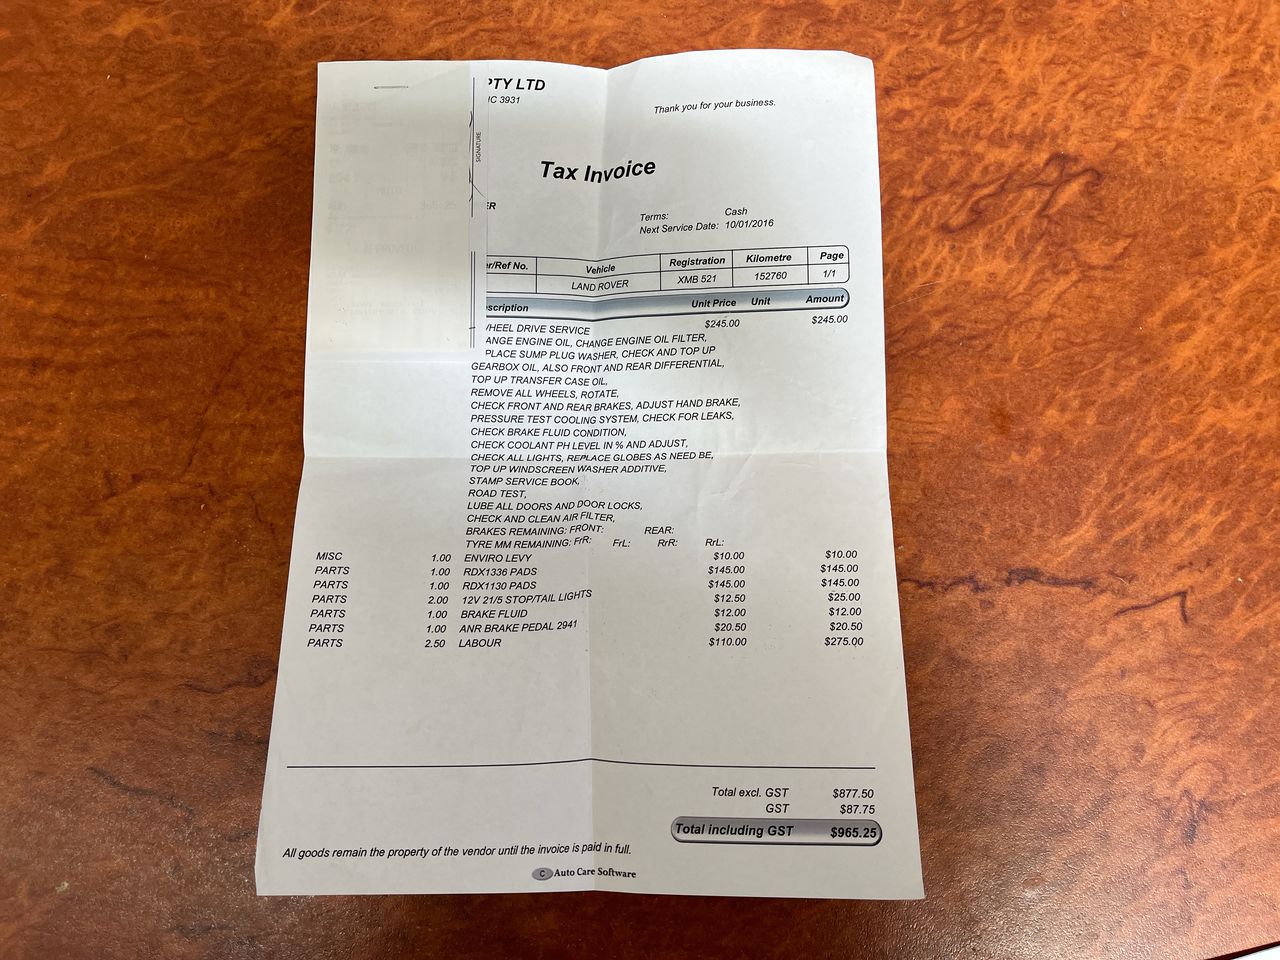 PTY LTD
IC 3931
Thank you for your business.
SIGNATURE
Tax Invoice
ER
Terms: Cash
Next Service Date: 10/01/2016
er/Ref No. Vehicle Registration Kilometre Page
LAND ROVER XMB 521 152760 1/1
escription Unit Price Unit Amount
WHEEL DRIVE SERVICE $245.00 $245.00
ANGE ENGINE OIL, CHANGE ENGINE OIL FILTER,
PLACE SUMP PLUG WASHER, CHECK AND TOP UP
GEARBOX OIL, ALSO FRONT AND REAR DIFFERENTIAL,
TOP UP TRANSFER CASE OIL,
REMOVE ALL WHEELS, ROTATE,
CHECK FRONT AND REAR BRAKES, ADJUST HAND BRAKE,
PRESSURE TEST COOLING SYSTEM, CHECK FOR LEAKS,
CHECK BRAKE FLUID CONDITION,
CHECK COOLANT PH LEVEL IN % AND ADJUST,
CHECK ALL LIGHTS, REPLACE GLOBES AS NEED BE,
TOP UP WINDSCREEN WASHER ADDITIVE,
STAMP SERVICE BOOK,
ROAD TEST,
LUBE ALL DOORS AND DOOR LOCKS,
CHECK AND CLEAN AIR FILTER,
BRAKES REMAINING: FRONT: REAR:
TYRE MM REMAINING: FrR: FrL: RrR: RrL:
MISC 1.00 ENVIRO LEVY $10.00 $10.00
PARTS 1.00 RDX1336 PADS $145.00 $145.00
PARTS 1.00 RDX1130 PADS $145.00 $145.00
PARTS 2.00 12V 21/5 STOP/TAIL LIGHTS $12.50 $25.00
PARTS 1.00 BRAKE FLUID $12.00 $12.00
PARTS 1.00 ANR BRAKE PEDAL 2941 $20.50 $20.50
PARTS 2.50 LABOUR $110.00 $275.00
Total excl. GST $877.50
GST $87.75
Total including GST $965.25
All goods remain the property of the vendor until the invoice is paid in full.
C Auto Care Software